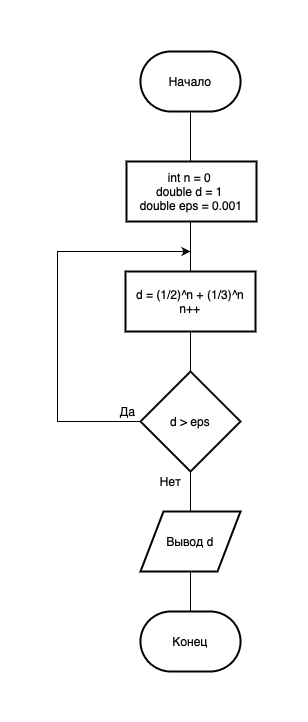 Начало
int n = 0
double d = 1
double eps = 0.001
d = (1/2)^n + (1/3)^n
n++
Да
d > eps
Нет
Вывод d
Конец